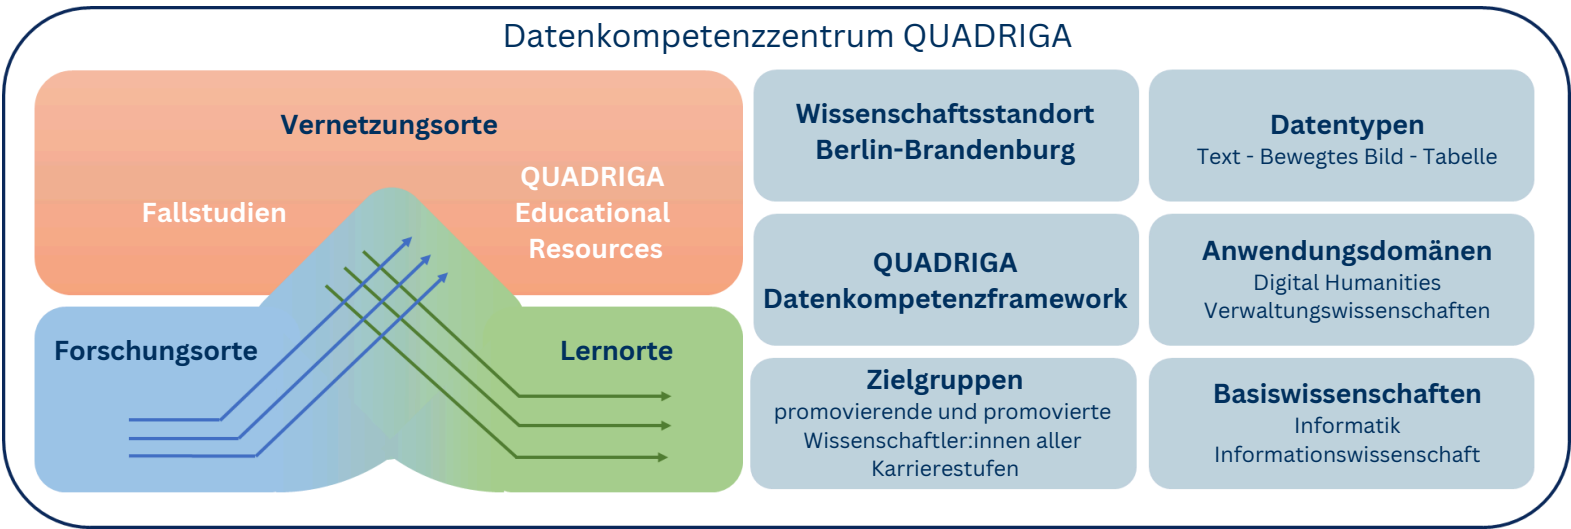 Datenkompetenzzentrum QUADRIGA
Vernetzungsorte
Fallstudien
QUADRIGA
Educational
Resources
Forschungsorte
Lernorte
Wissenschaftsstandort
Berlin-Brandenburg
Datentypen
Text - Bewegtes Bild - Tabelle
QUADRIGA
Datenkompetenzframework
Anwendungsdomänen
Digital Humanities
Verwaltungswissenschaften
Zielgruppen
promovierende und promovierte
Wissenschaftler:innen aller
Karrierestufen
Basiswissenschaften
Informatik
Informationswissenschaft